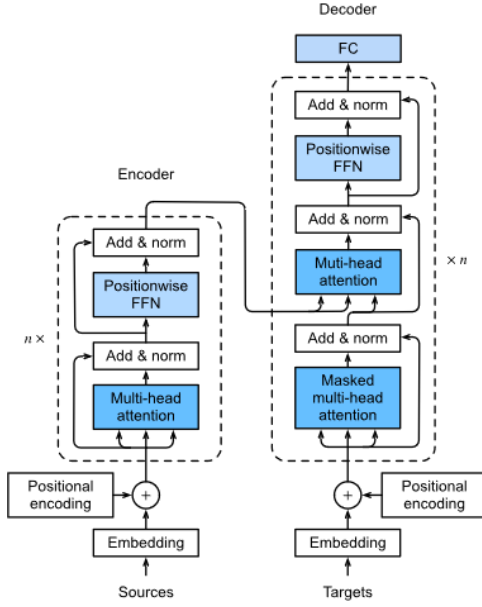 Decoder
FC
Add & norm
Positionwise
FFN
Add & norm
Muti-head
attention
× n
Add & norm
Masked
multi-head
attention
Encoder
Add & norm
Positionwise
FFN
n ×
Add & norm
Multi-head
attention
Positional
encoding
+
Embedding
Sources
+
Positional
encoding
Embedding
Targets